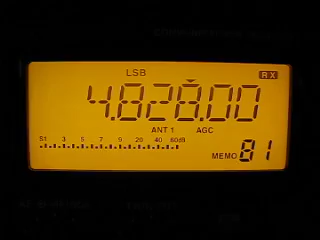 LSB RX
4.828.00
ANT 1 AGC
S1 3 5 7 9 20 40 60dB
MEMO 81